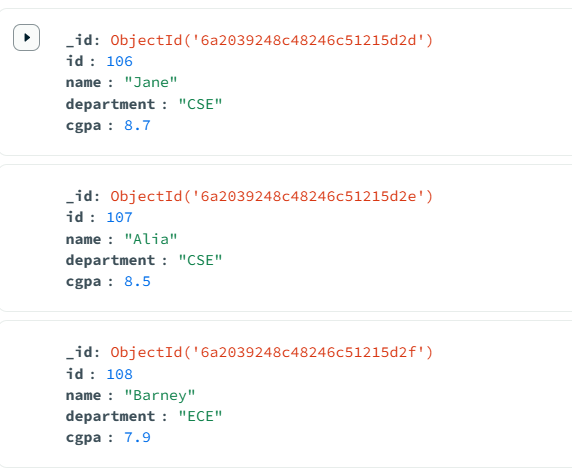 _id: ObjectId('6a2039248c48246c51215d2d')
id : 106
name : "Jane"
department : "CSE"
cgpa : 8.7
_id: ObjectId('6a2039248c48246c51215d2e')
id : 107
name : "Alia"
department : "CSE"
cgpa : 8.5
_id: ObjectId('6a2039248c48246c51215d2f')
id : 108
name : "Barney"
department : "ECE"
cgpa : 7.9